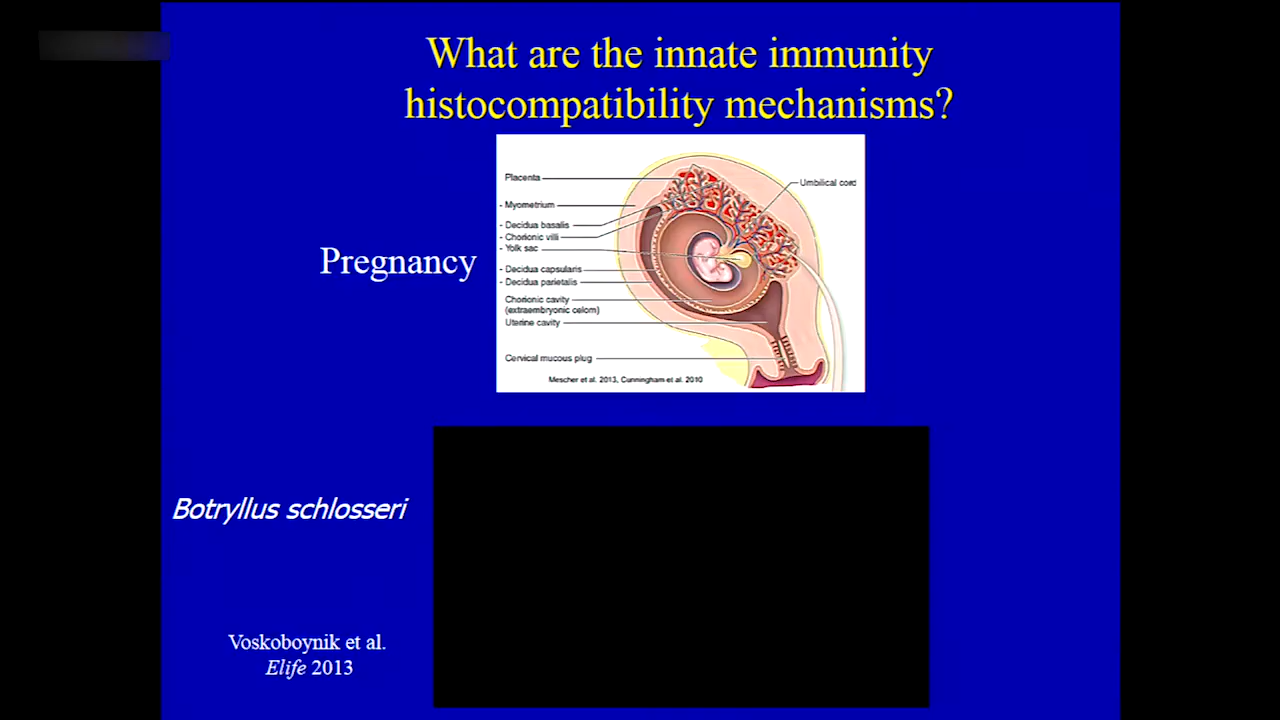 What are the innate immunity
histocompatibility mechanisms?
Pregnancy
Placenta
- Myometrium
- Decidua basalis
- Chorionic villi
- Yolk sac
- Decidua capsularis
- Decidua parietalis
Chorionic cavity
(extraembryonic celom)
Uterine cavity
Cervical mucous plug
Umbilical cord
Mescher et al. 2013, Cunningham et al. 2010
Botryllus schlosseri
Voskoboynik et al.
Elife 2013